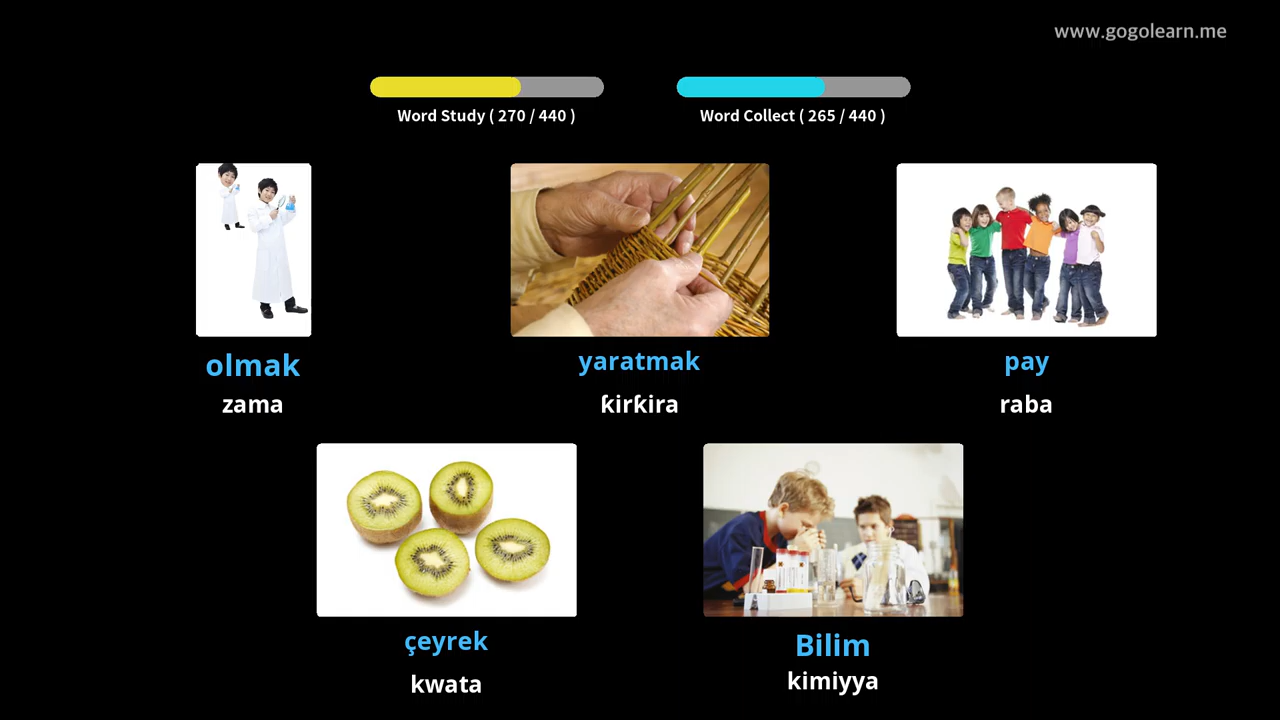 www.gogolearn.me
Word Study ( 270 / 440 )
Word Collect ( 265 / 440 )
olmak
zama
yaratmak
ƙirƙira
pay
raba
çeyrek
kwata
Bilim
kimiyya